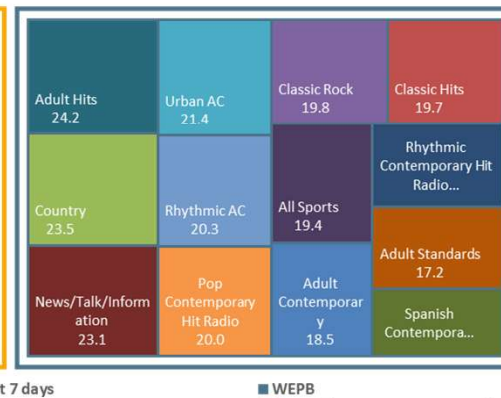 Adult Hits
24.2
Urban AC
21.4
Classic Rock
19.8
Classic Hits
19.7
Country
23.5
Rhythmic AC
20.3
All Sports
19.4
Rhythmic
Contemporary Hit
Radio...
Adult Standards
17.2
News/Talk/Inform
ation
23.1
Pop
Contemporary
Hit Radio
20.0
Adult
Contemporar
y
18.5
Spanish
Contempora...
t 7 days
WEPB